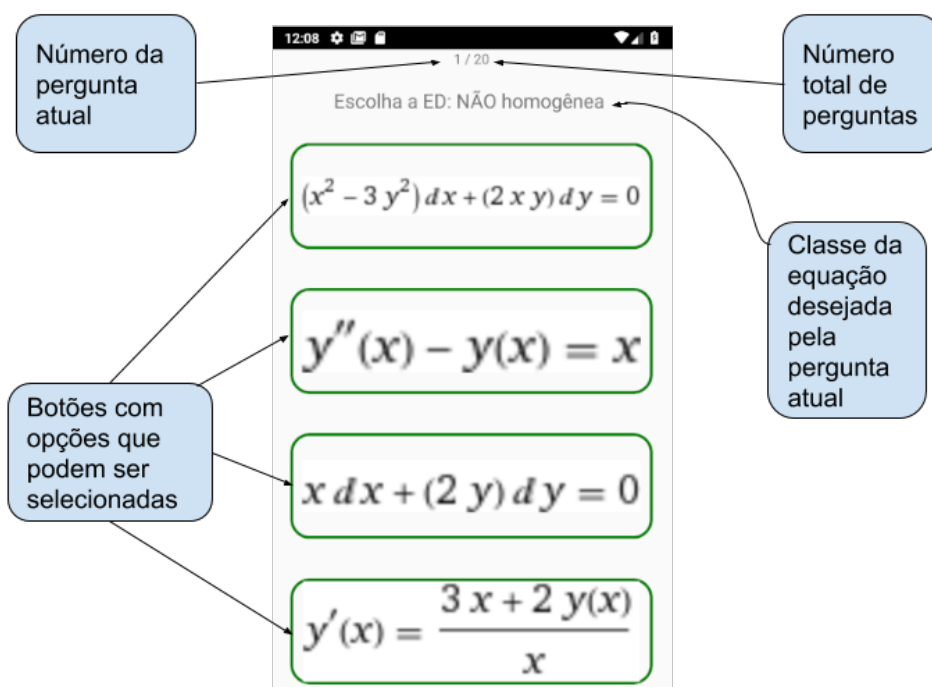 Número da
pergunta
atual
12:08
1 / 20
Número
total de
perguntas
Escolha a ED: NÃO homogênea
(x² − 3 y²) d x + (2 x y) d y = 0
Classe da
equação
desejada
pela
pergunta
atual
y′′(x) − y(x) = x
Botões com
opções que
podem ser
selecionadas
x d x + (2 y) d y = 0
y′(x) = (3 x + 2 y(x)) / x